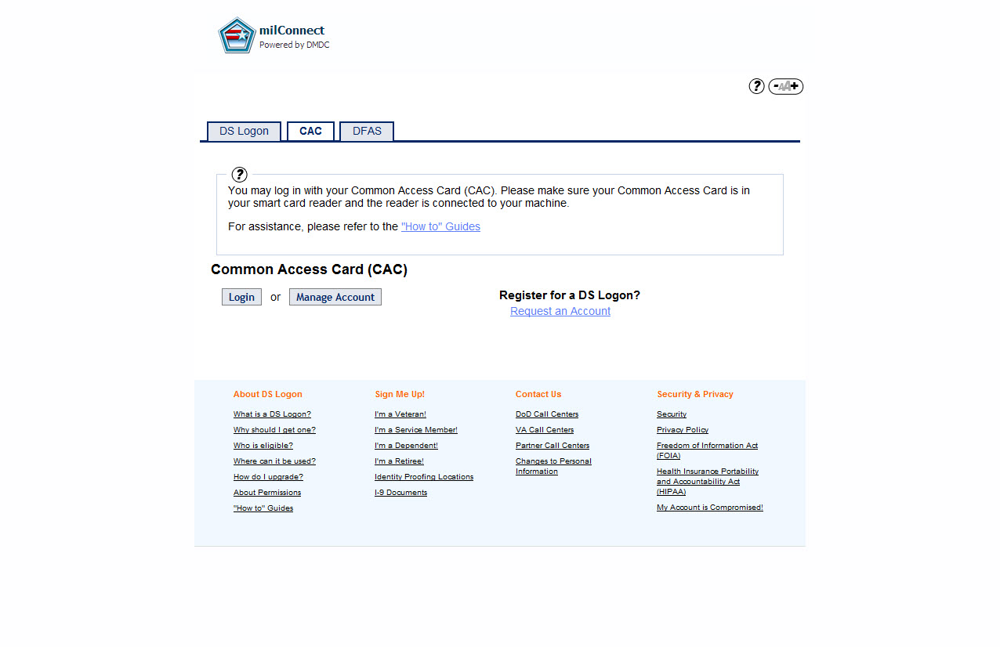 milConnect
Powered by DMDC
?
-AA+
DS Logon
CAC
DFAS
?
You may log in with your Common Access Card (CAC). Please make sure your Common Access Card is in
your smart card reader and the reader is connected to your machine.
For assistance, please refer to the "How to" Guides
Common Access Card (CAC)
Login or Manage Account
Register for a DS Logon?
Request an Account
About DS Logon
What is a DS Logon?
Why should I get one?
Who is eligible?
Where can it be used?
How do I upgrade?
About Permissions
"How to" Guides
Sign Me Up!
I'm a Veteran!
I'm a Service Member!
I'm a Dependent!
I'm a Retiree!
Identity Proofing Locations
I-9 Documents
Contact Us
DoD Call Centers
VA Call Centers
Partner Call Centers
Changes to Personal
Information
Security & Privacy
Security
Privacy Policy
Freedom of Information Act
(FOIA)
Health Insurance Portability
and Accountability Act
(HIPAA)
My Account is Compromised!